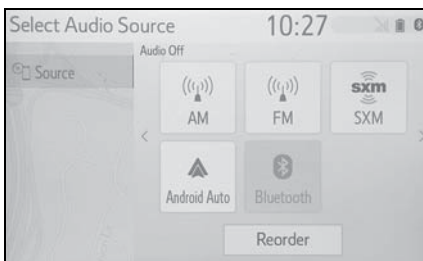 Select Audio Source 10:27
Audio Off
Source
AM FM sxm
SXM
Android Auto Bluetooth
Reorder